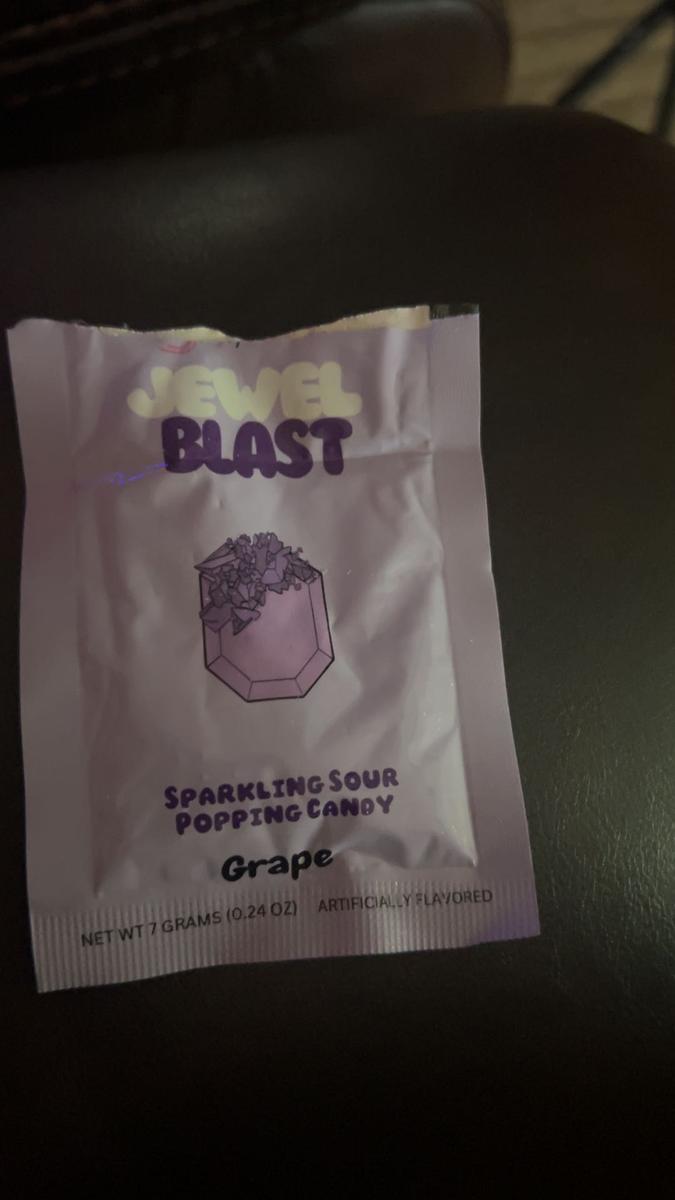 JEWEL
BLAST
SPARKLING SOUR
POPPING CANDY
Grape
NET WT 7 GRAMS (0.24 OZ) ARTIFICIALLY FLAVORED